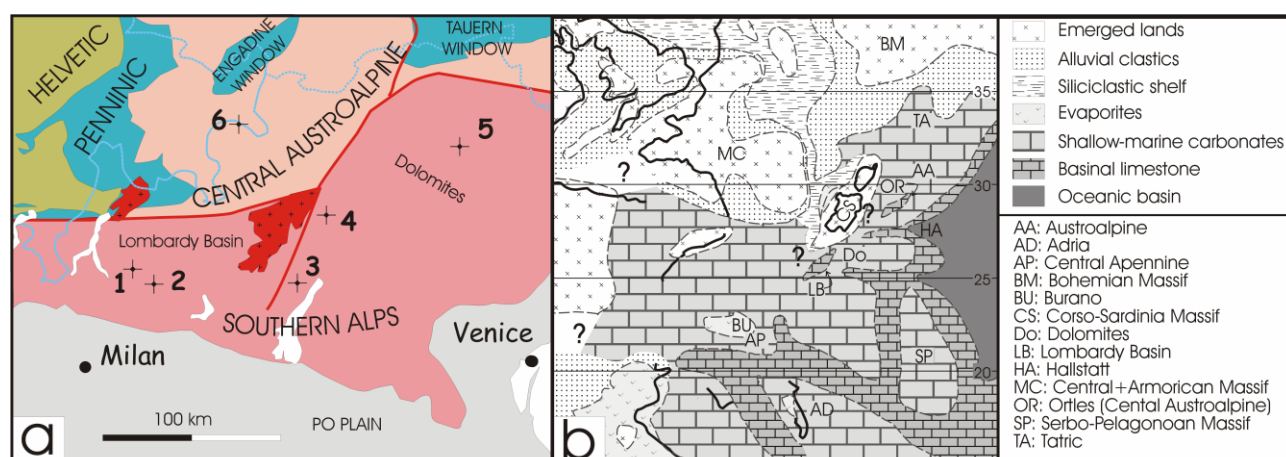 HELVETIC
PENNINIC
ENGADINE
WINDOW
TAUERN
WINDOW
6
5
CENTRAL AUSTROALPINE
Dolomites
4
Lombardy Basin
1
2
3
SOUTHERN ALPS
Milan
Venice
100 km
PO PLAIN
a
BM
35
TA
MC
?
AA
OR
30
CS
?
HA
?
Do
25
LB
BU
AP
?
SP
20
AD
b
Emerged lands
Alluvial clastics
Siliciclastic shelf
Evaporites
Shallow-marine carbonates
Basinal limestone
Oceanic basin
AA: Austroalpine
AD: Adria
AP: Central Apennine
BM: Bohemian Massif
BU: Burano
CS: Corso-Sardinia Massif
Do: Dolomites
LB: Lombardy Basin
HA: Hallstatt
MC: Central+Armorican Massif
OR: Ortles (Cental Austroalpine)
SP: Serbo-Pelagonoan Massif
TA: Tatric